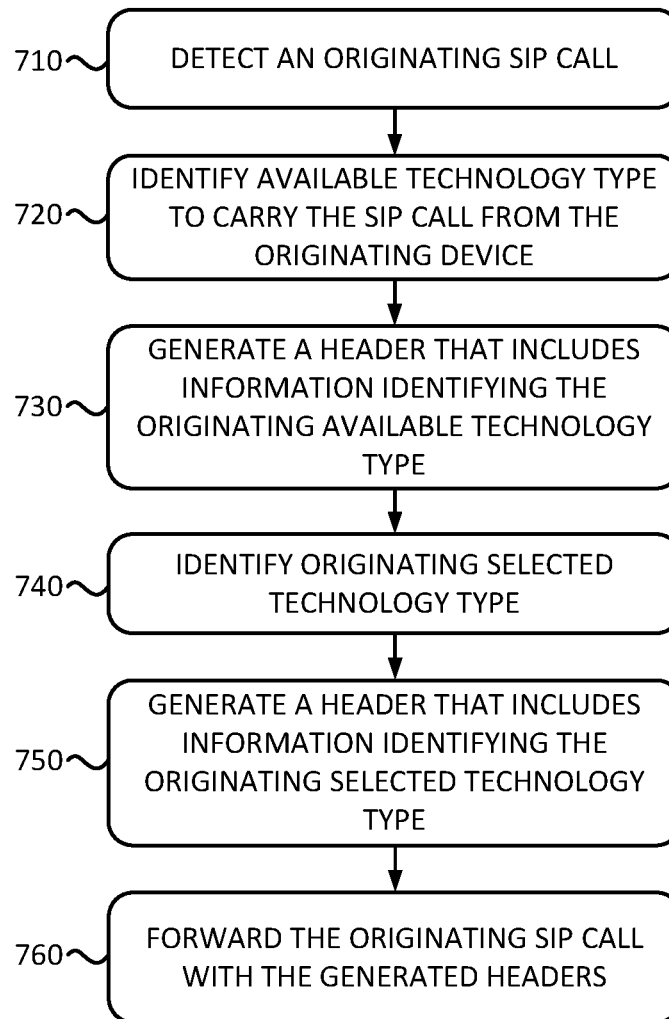 710
DETECT AN ORIGINATING SIP CALL
720
IDENTIFY AVAILABLE TECHNOLOGY TYPE
TO CARRY THE SIP CALL FROM THE
ORIGINATING DEVICE
730
GENERATE A HEADER THAT INCLUDES
INFORMATION IDENTIFYING THE
ORIGINATING AVAILABLE TECHNOLOGY
TYPE
740
IDENTIFY ORIGINATING SELECTED
TECHNOLOGY TYPE
750
GENERATE A HEADER THAT INCLUDES
INFORMATION IDENTIFYING THE
ORIGINATING SELECTED TECHNOLOGY
TYPE
760
FORWARD THE ORIGINATING SIP CALL
WITH THE GENERATED HEADERS